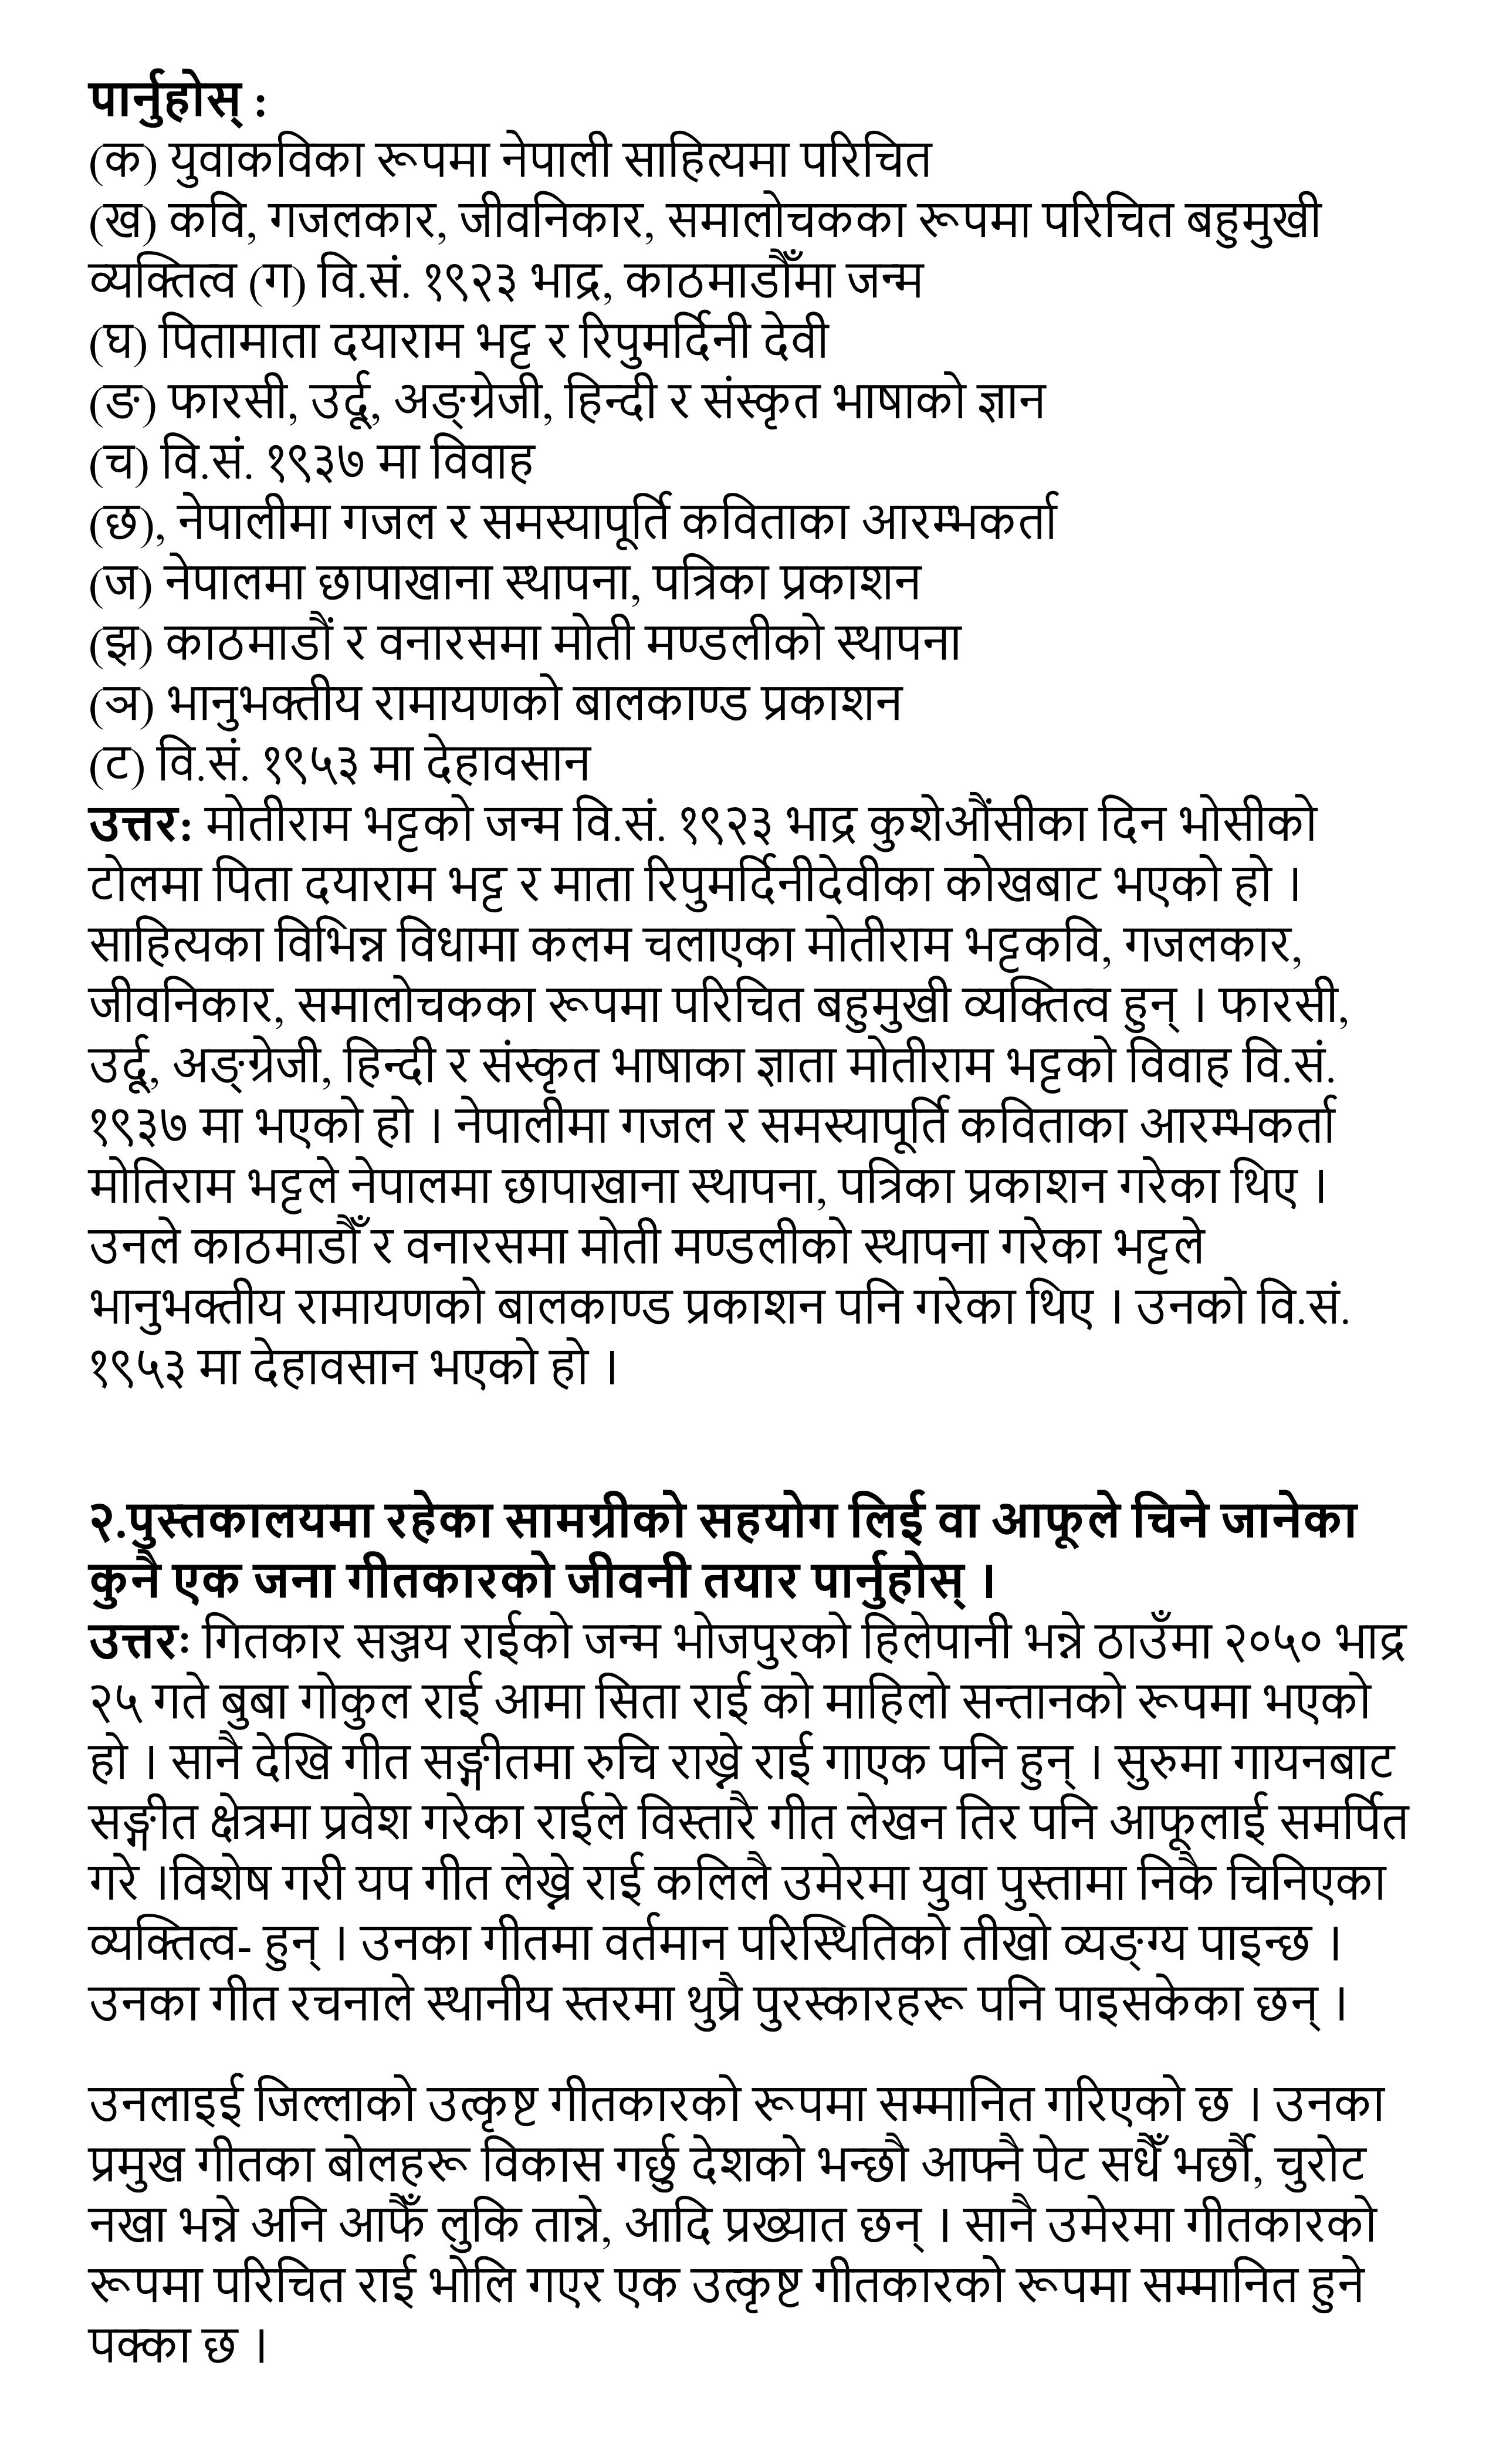 पार्नुहोस् :
(क) युवाकविका रूपमा नेपाली साहित्यमा परिचित
(ख) कवि, गजलकार, जीवनिकार, समालोचकका रूपमा परिचित बहुमुखी
व्यक्तित्व (ग) वि.सं. १९२३ भाद्र, काठमाडौँमा जन्म
(घ) पितामाता दयाराम भट्ट र रिपुमर्दिनी देवी
(ङ) फारसी, उर्दू, अङ्ग्रेजी, हिन्दी र संस्कृत भाषाको ज्ञान
(च) वि.सं. १९३७ मा विवाह
(छ), नेपालीमा गजल र समस्यापूर्ति कविताका आरम्भकर्ता
(ज) नेपालमा छापाखाना स्थापना, पत्रिका प्रकाशन
(झ) काठमाडौं र वनारसमा मोती मण्डलीको स्थापना
(ञ) भानुभक्तीय रामायणको बालकाण्ड प्रकाशन
(ट) वि.सं. १९५३ मा देहावसान
उत्तर: मोतीराम भट्टको जन्म वि.सं. १९२३ भाद्र कुशेऔंसीका दिन भोसीको
टोलमा पिता दयाराम भट्ट र माता रिपुमर्दिनीदेवीका कोखबाट भएको हो ।
साहित्यका विभिन्न विधामा कलम चलाएका मोतीराम भट्टकवि, गजलकार,
जीवनिकार, समालोचकका रूपमा परिचित बहुमुखी व्यक्तित्व हुन् । फारसी,
उर्दू, अङ्ग्रेजी, हिन्दी र संस्कृत भाषाका ज्ञाता मोतीराम भट्टको विवाह वि.सं.
१९३७ मा भएको हो । नेपालीमा गजल र समस्यापूर्ति कविताका आरम्भकर्ता
मोतिराम भट्टले नेपालमा छापाखाना स्थापना, पत्रिका प्रकाशन गरेका थिए ।
उनले काठमाडौँ र वनारसमा मोती मण्डलीको स्थापना गरेका भट्टले
भानुभक्तीय रामायणको बालकाण्ड प्रकाशन पनि गरेका थिए । उनको वि.सं.
१९५३ मा देहावसान भएको हो ।
२.पुस्तकालयमा रहेका सामग्रीको सहयोग लिई वा आफूले चिने जानेका
कुनै एक जना गीतकारको जीवनी तयार पार्नुहोस् ।
उत्तरः गितकार सञ्जय राईको जन्म भोजपुरको हिलेपानी भन्ने ठाउँमा २०५० भाद्र
२५ गते बुबा गोकुल राई आमा सिता राई को माहिलो सन्तानको रूपमा भएको
हो । सानै देखि गीत सङ्गीतमा रुचि राख्ने राई गाएक पनि हुन् । सुरुमा गायनबाट
सङ्गीत क्षेत्रमा प्रवेश गरेका राईले विस्तारै गीत लेखन तिर पनि आफूलाई समर्पित
गरे ।विशेष गरी यप गीत लेख्ने राई कलिलै उमेरमा युवा पुस्तामा निकै चिनिएका
व्यक्तित्व- हुन् । उनका गीतमा वर्तमान परिस्थितिको तीखो व्यङ्ग्य पाइन्छ ।
उनका गीत रचनाले स्थानीय स्तरमा थुप्रै पुरस्कारहरू पनि पाइसकेका छन् ।
उनलाइई जिल्लाको उत्कृष्ट गीतकारको रूपमा सम्मानित गरिएको छ । उनका
प्रमुख गीतका बोलहरू विकास गर्छु देशको भन्छौ आफ्नै पेट सधैँ भर्छौ, चुरोट
नखा भन्ने अनि आफैँ लुकि तान्ने, आदि प्रख्यात छन् । सानै उमेरमा गीतकारको
रूपमा परिचित राई भोलि गएर एक उत्कृष्ट गीतकारको रूपमा सम्मानित हुने
पक्का छ ।